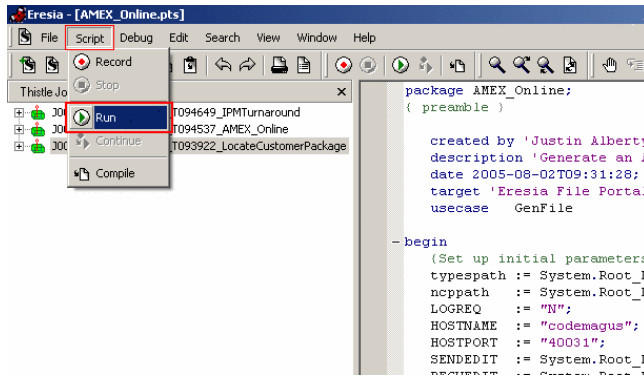 Eresia - [AMEX_Online.pts]
File Script Debug Edit Search View Window Help
Record
Stop
Run
Continue
Compile
Thistle Jo
T094649_IPMTurnaround
T094537_AMEX_Online
J00 T093922_LocateCustomerPackage
package AMEX_Online;
{ preamble }
created by 'Justin Albert
description 'Generate an
date 2005-08-02T09:31:28;
target 'Eresia File Porta
usecase GenFile
begin
{Set up initial parameters
typespath := System.Root_
ncppath := System.Root_
LOGREQ := "N";
HOSTNAME := "codemagus";
HOSTPORT := "40031";
SENDEDIT := System.Root_